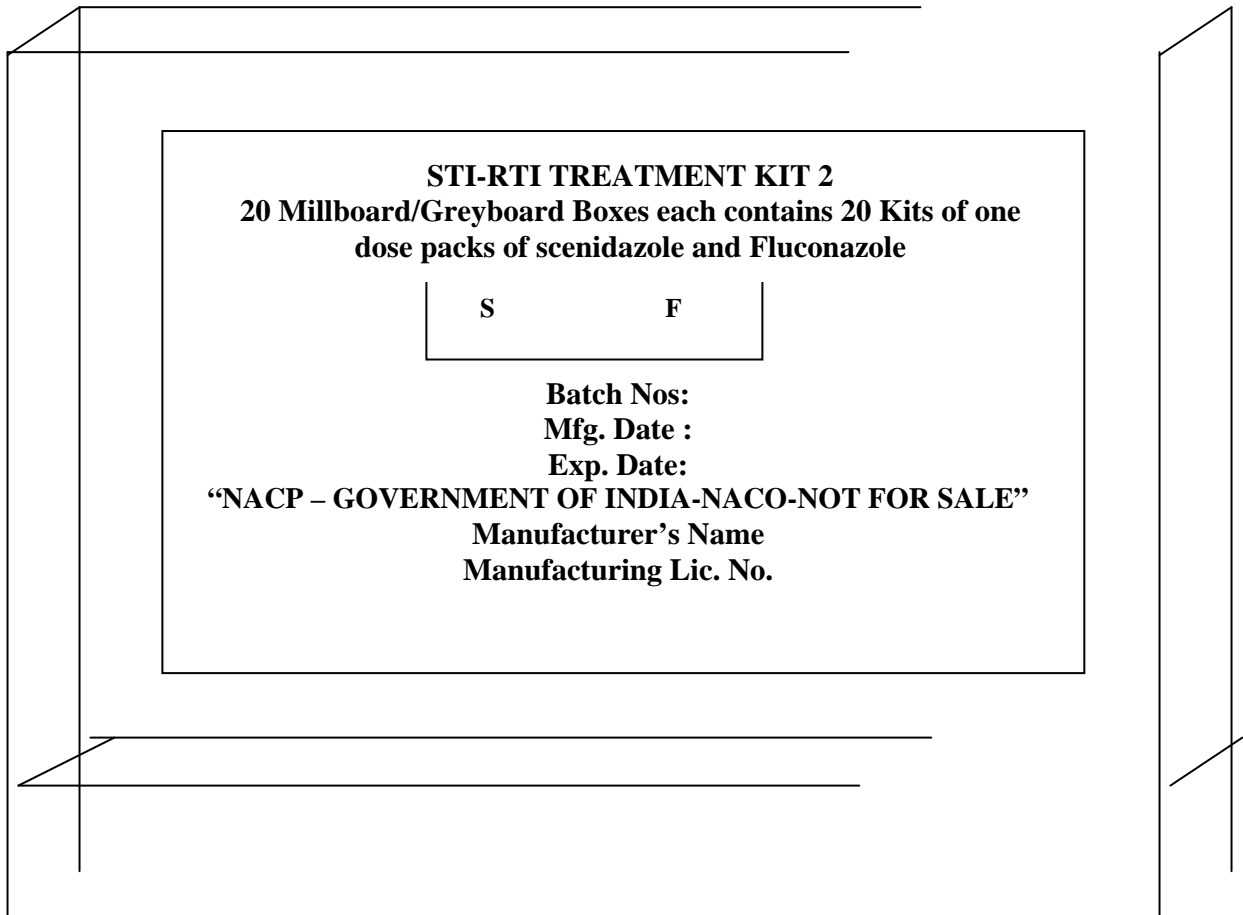 STI-RTI TREATMENT KIT 2
20 Millboard/Greyboard Boxes each contains 20 Kits of one
dose packs of scenidazole and Fluconazole
S F
Batch Nos:
Mfg. Date :
Exp. Date:
“NACP – GOVERNMENT OF INDIA-NACO-NOT FOR SALE”
Manufacturer’s Name
Manufacturing Lic. No.